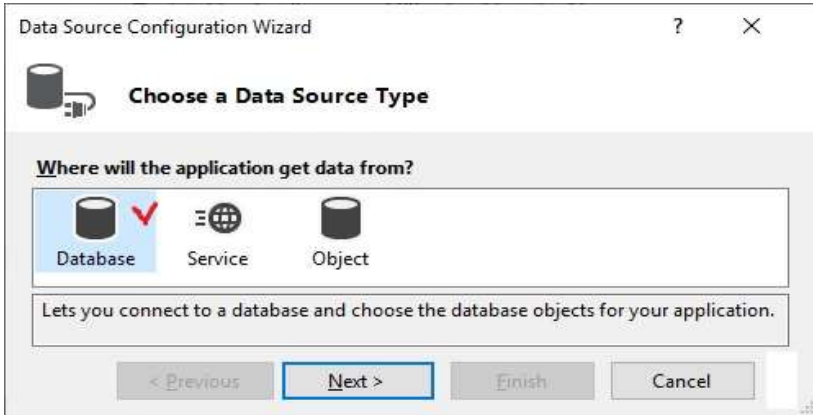 Data Source Configuration Wizard ?
Choose a Data Source Type
Where will the application get data from?
Database Service Object
Lets you connect to a database and choose the database objects for your application.
< Previous Next > Finish Cancel